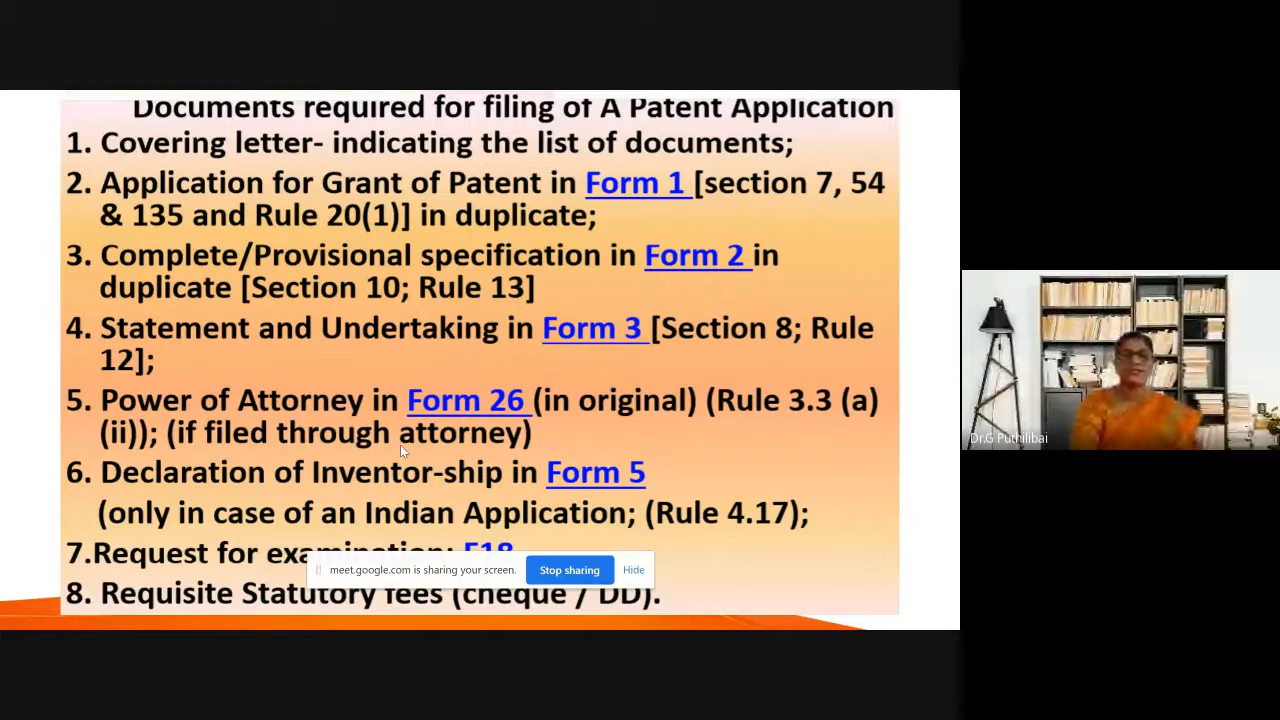 Documents required for filing of A Patent Application
1. Covering letter- indicating the list of documents;
2. Application for Grant of Patent in Form 1 [section 7, 54
& 135 and Rule 20(1)] in duplicate;
3. Complete/Provisional specification in Form 2 in
duplicate [Section 10; Rule 13]
4. Statement and Undertaking in Form 3 [Section 8; Rule
12];
5. Power of Attorney in Form 26 (in original) (Rule 3.3 (a)
(ii)); (if filed through attorney)
6. Declaration of Inventor-ship in Form 5
(only in case of an Indian Application; (Rule 4.17);
7.Request for examination: F18
meet.google.com is sharing your screen. Stop sharing Hide
8. Requisite Statutory fees (cheque / DD).
Dr.G Puthilibai